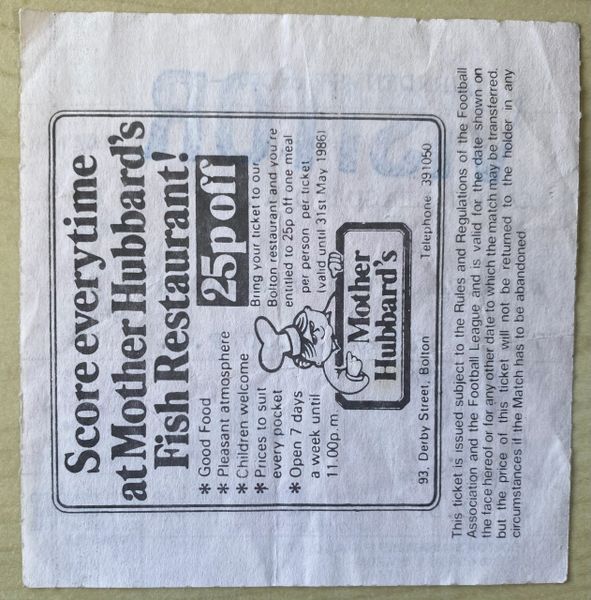 Score everytime
at Mother Hubbard's
Fish Restaurant!
* Good Food
* Pleasant atmosphere
* Children welcome
* Prices to suit
every pocket
* Open 7 days
a week until
11.00p.m.
25p off
Bring your ticket to our
Bolton restaurant and you're
entitled to 25p off one meal
per person per ticket
(valid until 31st May 1986)
Mother
Hubbard's
93, Derby Street, Bolton Telephone 391050
This ticket is issued subject to the Rules and Regulations of the Football
Association and the Football League and is valid for the date shown on
the face hereof or for any other date to which the match may be transferred.
but the price of this ticket will not be returned to the holder in any
circumstances if the Match has to be abandoned